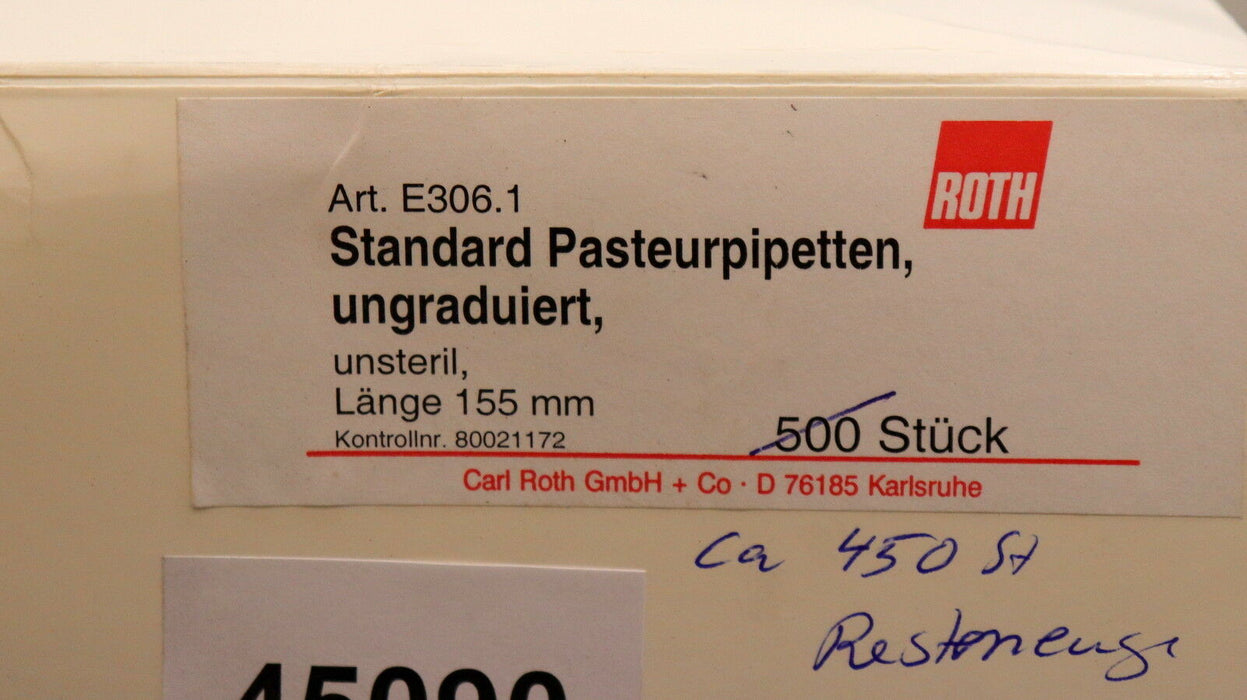 ROTH
Art. E306.1
Standard Pasteurpipetten,
ungraduiert,
unsteril,
Länge 155 mm
500 Stück
Kontrollnr. 80021172
Carl Roth GmbH + Co · D 76185 Karlsruhe
Ca 450 St
Restmenge